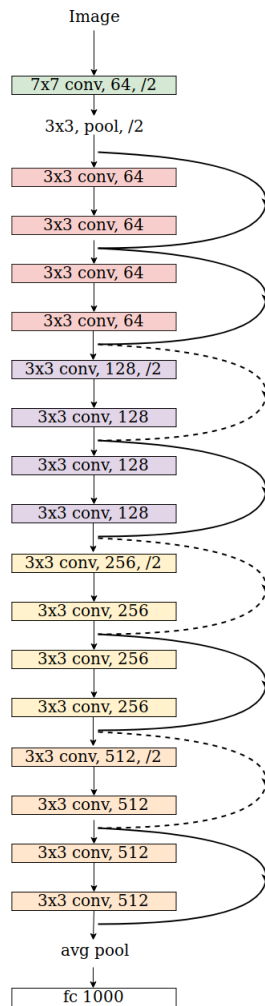 Image
7x7 conv, 64, /2
3x3, pool, /2
3x3 conv, 64
3x3 conv, 64
3x3 conv, 64
3x3 conv, 64
3x3 conv, 128, /2
3x3 conv, 128
3x3 conv, 128
3x3 conv, 128
3x3 conv, 256, /2
3x3 conv, 256
3x3 conv, 256
3x3 conv, 256
3x3 conv, 512, /2
3x3 conv, 512
3x3 conv, 512
3x3 conv, 512
avg pool
fc 1000